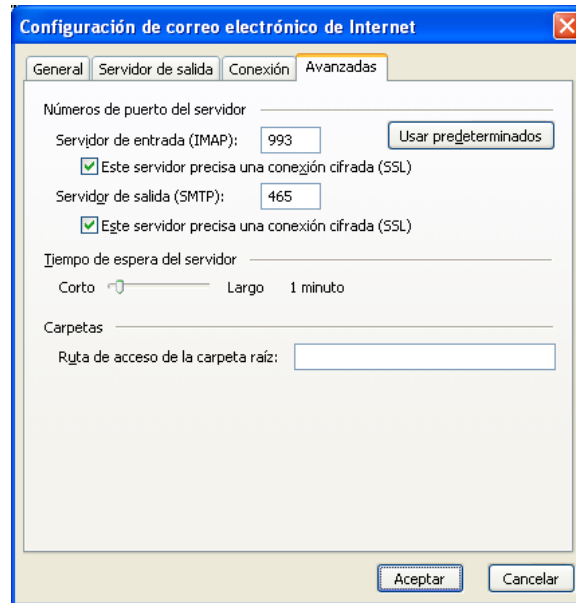 Configuración de correo electrónico de Internet
General Servidor de salida Conexión Avanzadas
Números de puerto del servidor
Servidor de entrada (IMAP): 993 Usar predeterminados
Este servidor precisa una conexión cifrada (SSL)
Servidor de salida (SMTP): 465
Este servidor precisa una conexión cifrada (SSL)
Tiempo de espera del servidor
Corto Largo 1 minuto
Carpetas
Ruta de acceso de la carpeta raíz:
Aceptar Cancelar